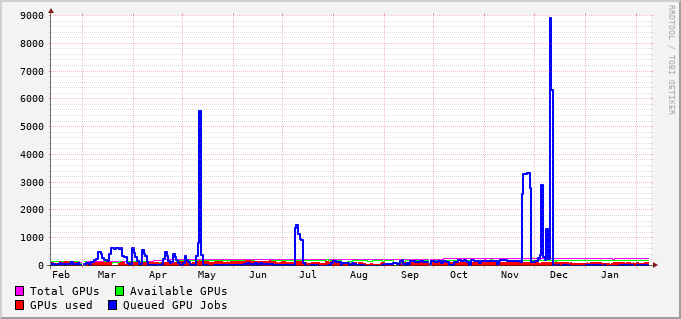 9000
8000
7000
6000
5000
4000
3000
2000
1000
0
Feb Mar Apr May Jun Jul Aug Sep Oct Nov Dec Jan
Total GPUs Available GPUs
GPUs used Queued GPU Jobs
RRDTOOL / TOBI OETIKER